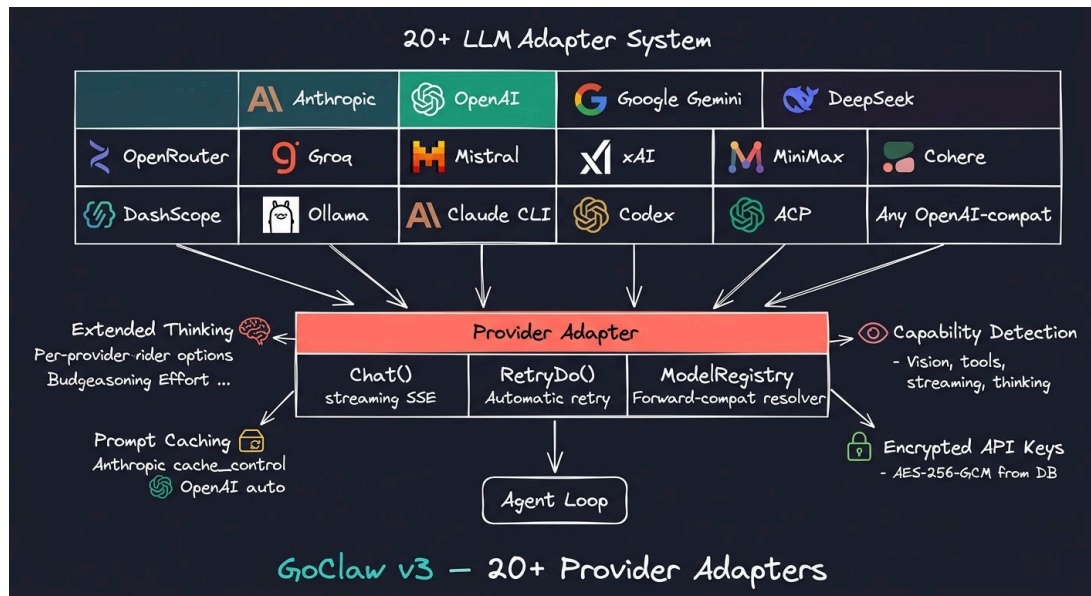 20+ LLM Adapter System
Anthropic
OpenAI
Google Gemini
DeepSeek
OpenRouter
Groq
Mistral
xAI
MiniMax
Cohere
DashScope
Ollama
Claude CLI
Codex
ACP
Any OpenAI-compat
Extended Thinking
Per-provider rider options
Budgeasoning Effort ...
Provider Adapter
Capability Detection
- Vision, tools,
streaming, thinking
Chat()
streaming SSE
RetryDo()
Automatic retry
ModelRegistry
Forward-compat resolver
Prompt Caching
Anthropic cache_control
OpenAI auto
Encrypted API Keys
- AES-256-GCM from DB
Agent Loop
GoClaw v3 — 20+ Provider Adapters